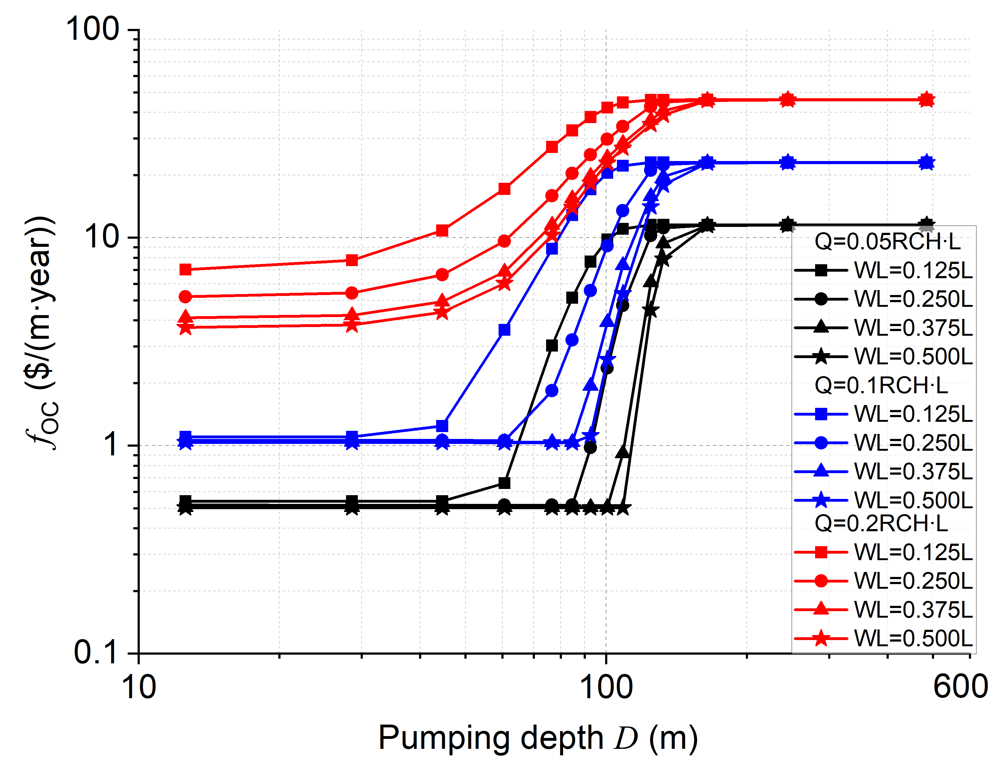 100
10
1
0.1
f_OC ($/(m·year))
10
100
600
Pumping depth D (m)
Q=0.05RCH·L
WL=0.125L
WL=0.250L
WL=0.375L
WL=0.500L
Q=0.1RCH·L
WL=0.125L
WL=0.250L
WL=0.375L
WL=0.500L
Q=0.2RCH·L
WL=0.125L
WL=0.250L
WL=0.375L
WL=0.500L